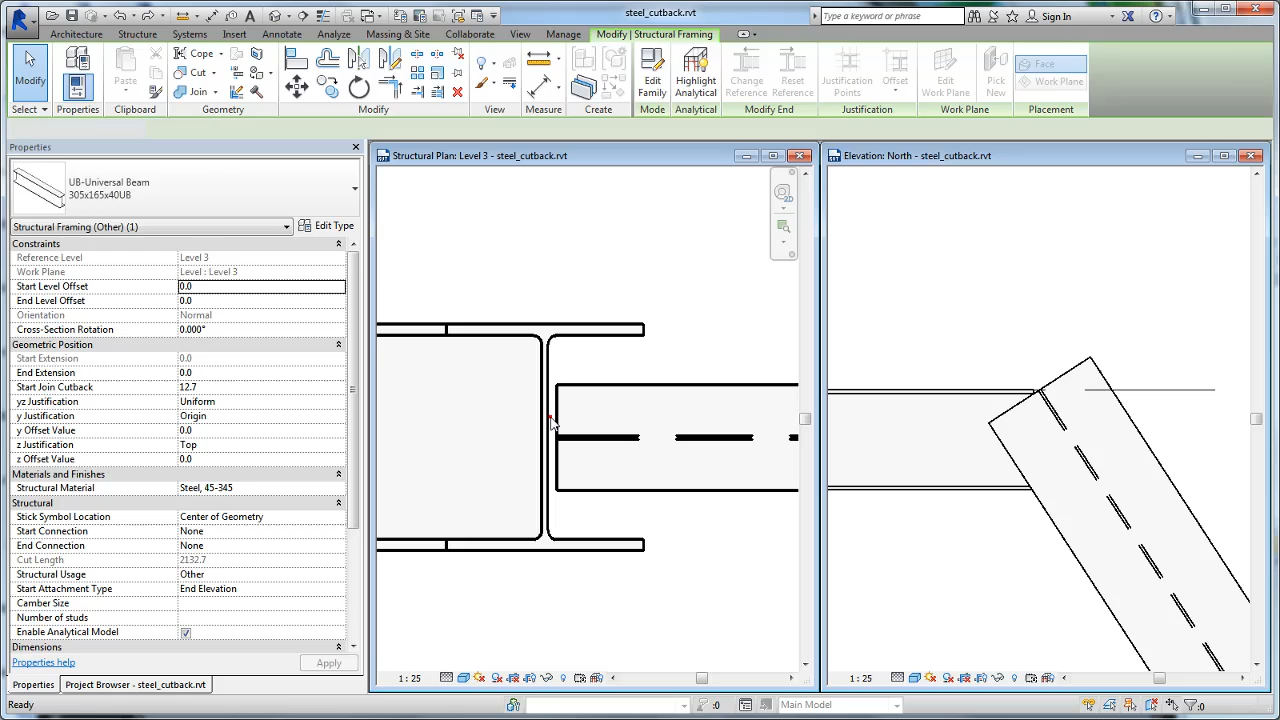 steel_cutback.rvt
Type a keyword or phrase
Sign In
Architecture Structure Systems Insert Annotate Analyze Massing & Site Collaborate View Manage Modify | Structural Framing
Modify
Properties
Paste
Cope
Cut
Join
Edit Family
Highlight Analytical
Change Reference
Reset Reference
Justification Points
Offset
Edit Work Plane
Pick New
Face
Work Plane
Select Properties Clipboard Geometry Modify View Measure Create Mode Analytical Modify End Justification Work Plane Placement
Properties
UB-Universal Beam
305x165x40UB
Structural Framing (Other) (1)
Edit Type
Constraints
Reference Level Level 3
Work Plane Level : Level 3
Start Level Offset 0.0
End Level Offset 0.0
Orientation Normal
Cross-Section Rotation 0.000°
Geometric Position
Start Extension 0.0
End Extension 0.0
Start Join Cutback 12.7
yz Justification Uniform
y Justification Origin
y Offset Value 0.0
z Justification Top
z Offset Value 0.0
Materials and Finishes
Structural Material Steel, 45-345
Structural
Stick Symbol Location Center of Geometry
Start Connection None
End Connection None
Cut Length 2132.7
Structural Usage Other
Start Attachment Type End Elevation
Camber Size
Number of studs
Enable Analytical Model
Dimensions
Properties help
Apply
Properties
Project Browser - steel_cutback.rvt
Structural Plan: Level 3 - steel_cutback.rvt
2D
1 : 25
Elevation: North - steel_cutback.rvt
1 : 25
Ready
:0
Main Model
:0